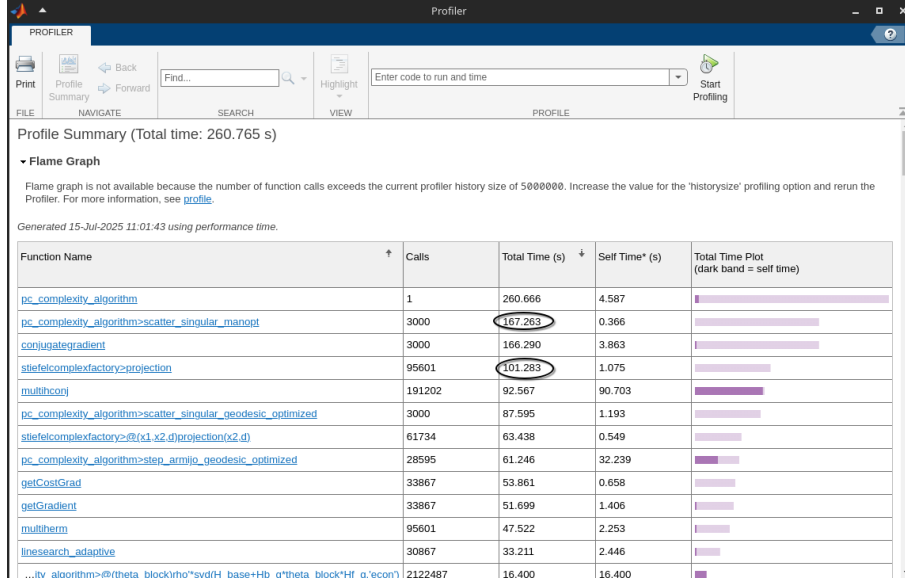 Profiler
PROFILER
?
Print
Profile
Summary
Back
Forward
Find...
Highlight
Enter code to run and time
Start
Profiling
FILE
NAVIGATE
SEARCH
VIEW
PROFILE
Profile Summary (Total time: 260.765 s)
Flame Graph
Flame graph is not available because the number of function calls exceeds the current profiler history size of 5000000. Increase the value for the 'historysize' profiling option and rerun the
Profiler. For more information, see profile.
Generated 15-Jul-2025 11:01:43 using performance time.
Function Name Calls Total Time (s) Self Time* (s) Total Time Plot
(dark band = self time)
pc_complexity_algorithm 1 260.666 4.587
pc_complexity_algorithm>scatter_singular_manopt 3000 167.263 0.366
conjugategradient 3000 166.290 3.863
stiefelcomplexfactory>projection 95601 101.283 1.075
multihconj 191202 92.567 90.703
pc_complexity_algorithm>scatter_singular_geodesic_optimized 3000 87.595 1.193
stiefelcomplexfactory>@(x1,x2,d)projection(x2,d) 61734 63.438 0.549
pc_complexity_algorithm>step_armijo_geodesic_optimized 28595 61.246 32.239
getCostGrad 33867 53.861 0.658
getGradient 33867 51.699 1.406
multiherm 95601 47.522 2.253
linesearch_adaptive 30867 33.211 2.446
...ity_algorithm>@(theta_block)rho'*svd(H_base+Hb_q*theta_block*Hf_q,'econ') 2122487 16.400 16.400